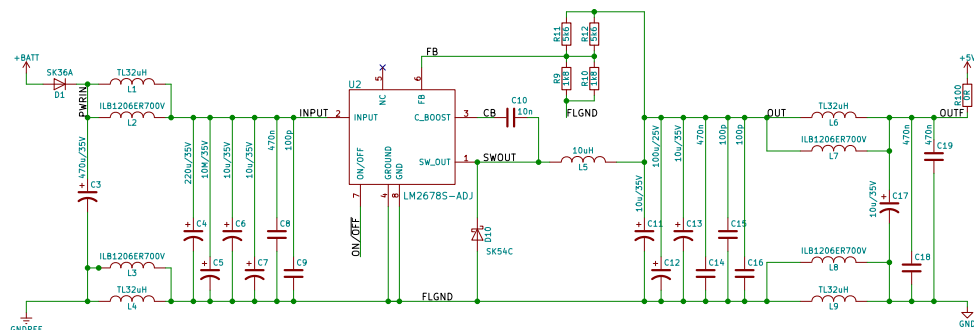 +BATT
SK36A
D1
PWRIN
470u/35V
C3
TL32uH
L1
ILB1206ER700V
L2
ILB1206ER700V
L3
TL32uH
L4
GNDREF
220u/35V
C4
10M/35V
C5
10u/35V
C6
10u/35V
C7
470n
C8
100p
C9
INPUT
U2
2
INPUT
5
NC
6
FB
3
C_BOOST
1
SW_OUT
7
ON/OFF
4
GROUND
8
GND
LM2678S-ADJ
ON/OFF
FLGND
FB
CB
C10
10n
SWOUT
D10
SK54C
10uH
L5
R11
5k6
R12
5k6
R9
1k8
R10
1k8
FLGND
10u/35V
C11
100u/25V
C12
10u/35V
C13
470n
C14
100p
C15
100p
C16
OUT
TL32uH
L6
ILB1206ER700V
L7
ILB1206ER700V
L8
TL32uH
L9
10u/35V
C17
470n
C18
470n
C19
OUTF
+5V
R100
0R
GND